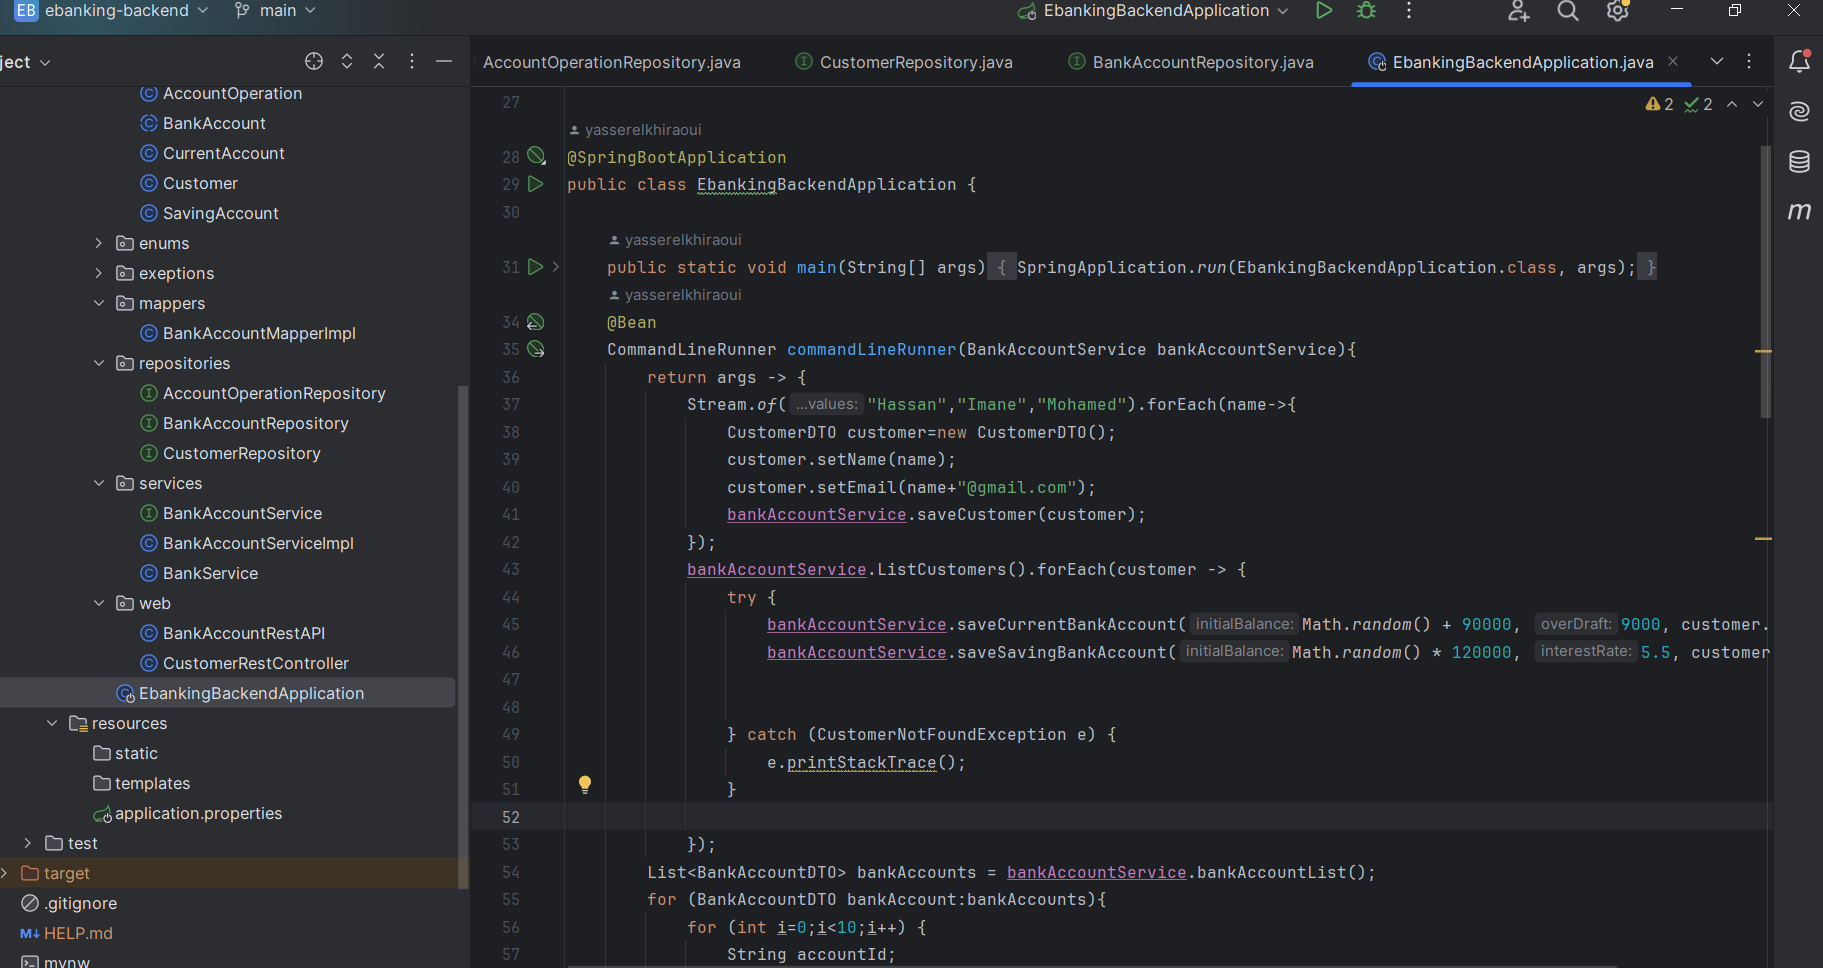 EB ebanking-backend main EbankingBackendApplication
ject
AccountOperation
BankAccount
CurrentAccount
Customer
SavingAccount
enums
exeptions
mappers
BankAccountMapperImpl
repositories
AccountOperationRepository
BankAccountRepository
CustomerRepository
services
BankAccountService
BankAccountServiceImpl
BankService
web
BankAccountRestAPI
CustomerRestController
EbankingBackendApplication
resources
static
templates
application.properties
test
target
.gitignore
M↓ HELP.md
mvnw
AccountOperationRepository.java CustomerRepository.java BankAccountRepository.java EbankingBackendApplication.java
2 2
27
yasserelkhiraoui
28 @SpringBootApplication
29 public class EbankingBackendApplication {
30
yasserelkhiraoui
31 public static void main(String[] args) { SpringApplication.run(EbankingBackendApplication.class, args); }
yasserelkhiraoui
34 @Bean
35 CommandLineRunner commandLineRunner(BankAccountService bankAccountService){
36 return args -> {
37 Stream.of( ...values: "Hassan","Imane","Mohamed").forEach(name->{
38 CustomerDTO customer=new CustomerDTO();
39 customer.setName(name);
40 customer.setEmail(name+"@gmail.com");
41 bankAccountService.saveCustomer(customer);
42 });
43 bankAccountService.ListCustomers().forEach(customer -> {
44 try {
45 bankAccountService.saveCurrentBankAccount( initialBalance: Math.random() + 90000, overDraft: 9000, customer.
46 bankAccountService.saveSavingBankAccount( initialBalance: Math.random() * 120000, interestRate: 5.5, customer
47
48
49 } catch (CustomerNotFoundException e) {
50 e.printStackTrace();
51 }
52
53 });
54 List<BankAccountDTO> bankAccounts = bankAccountService.bankAccountList();
55 for (BankAccountDTO bankAccount:bankAccounts){
56 for (int i=0;i<10;i++) {
57 String accountId;
m